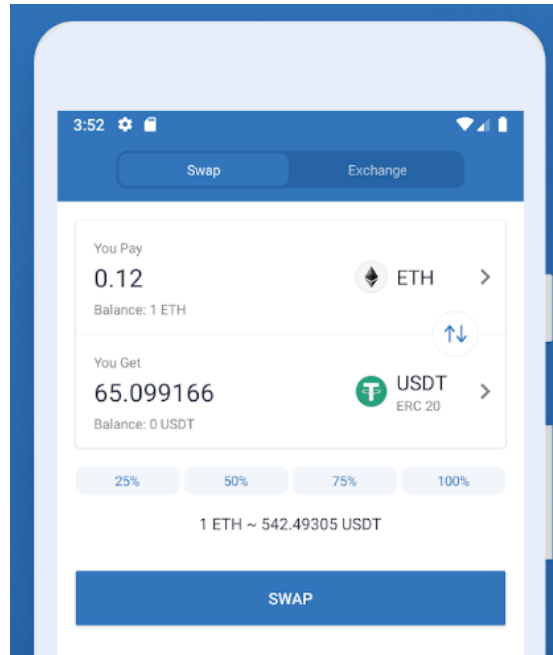 3:52
Swap Exchange
You Pay
0.12 ETH
Balance: 1 ETH
You Get
65.099166 USDT
ERC 20
Balance: 0 USDT
25% 50% 75% 100%
1 ETH ~ 542.49305 USDT
SWAP